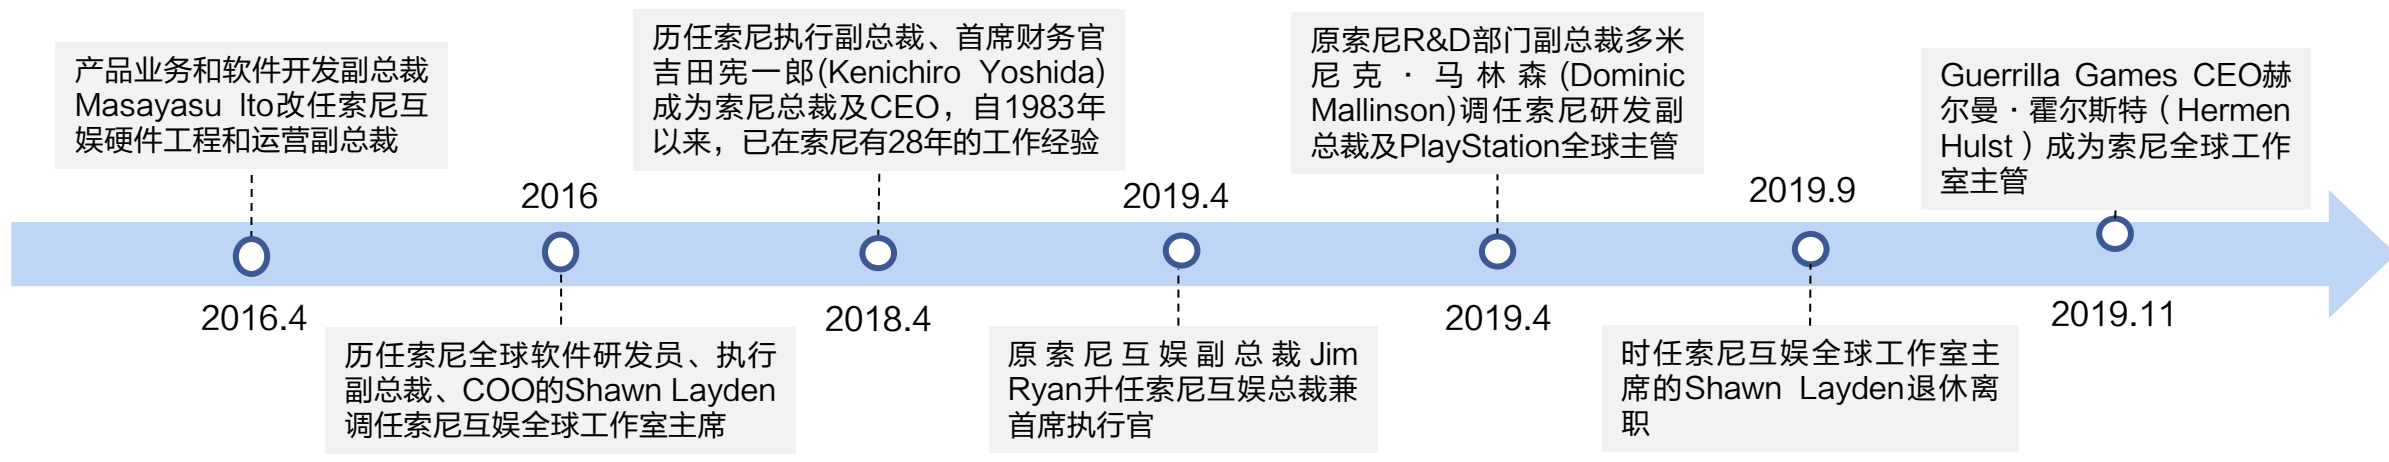 产品业务和软件开发副总裁
Masayasu Ito改任索尼互
娱硬件工程和运营副总裁
2016.4
2016
历任索尼全球软件研发员、执行
副总裁、COO的Shawn Layden
调任索尼互娱全球工作室主席
历任索尼执行副总裁、首席财务官
吉田宪一郎(Kenichiro Yoshida)
成为索尼总裁及CEO，自1983年
以来，已在索尼有28年的工作经验
2018.4
2019.4
原索尼互娱副总裁Jim
Ryan升任索尼互娱总裁兼
首席执行官
原索尼R&D部门副总裁多米
尼克·马林森(Dominic
Mallinson)调任索尼研发副
总裁及PlayStation全球主管
2019.4
2019.9
时任索尼互娱全球工作室主
席的Shawn Layden退休离
职
Guerrilla Games CEO赫
尔曼·霍尔斯特（Hermen
Hulst）成为索尼全球工作
室主管
2019.11